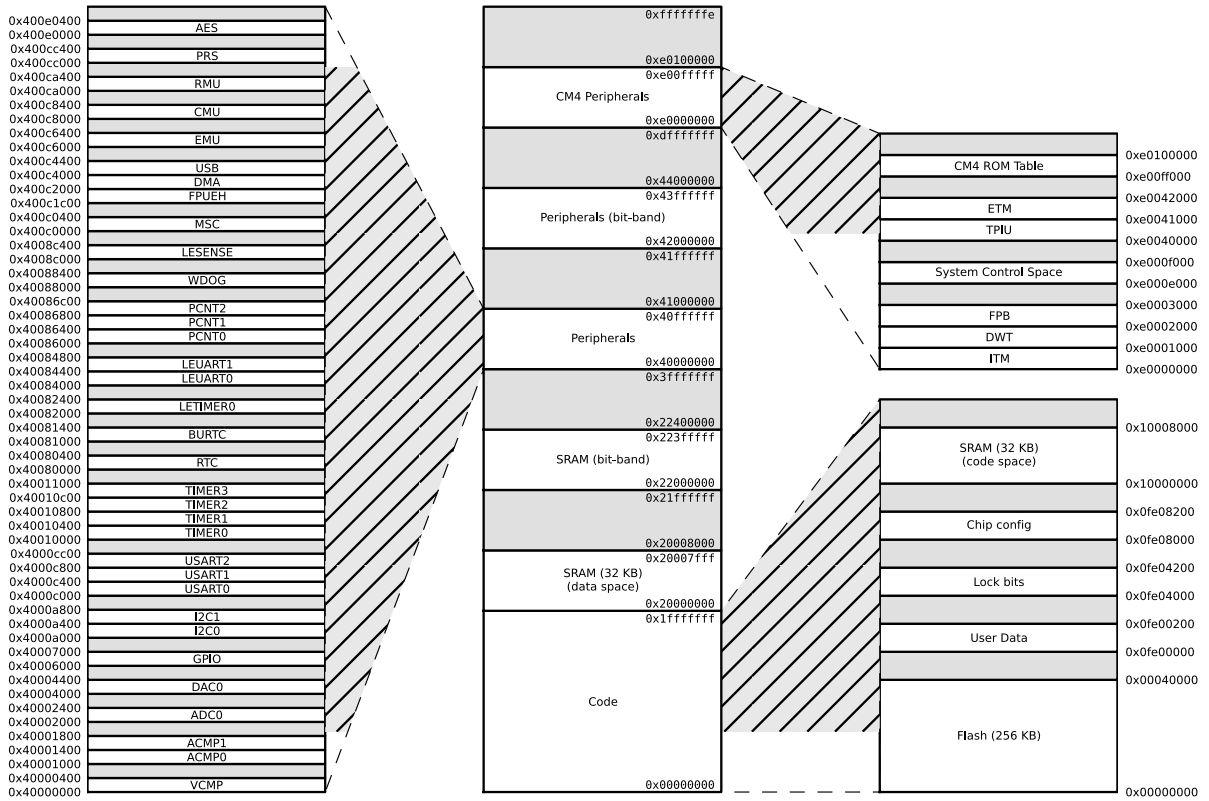 0x400e0400
AES
0x400e0000
0x400cc400
PRS
0x400cc000
0x400ca400
RMU
0x400ca000
0x400c8400
CMU
0x400c8000
0x400c6400
EMU
0x400c6000
0x400c4400
USB
0x400c4000
DMA
0x400c2000
FPUEH
0x400c1c00
0x400c0400
MSC
0x400c0000
0x4008c400
LESENSE
0x4008c000
0x40088400
WDOG
0x40088000
0x40086c00
PCNT2
0x40086800
PCNT1
0x40086400
PCNT0
0x40086000
0x40084800
LEUART1
0x40084400
LEUART0
0x40084000
0x40082400
LETIMER0
0x40082000
0x40081400
BURTC
0x40081000
0x40080400
RTC
0x40080000
0x40011000
TIMER3
0x40010c00
TIMER2
0x40010800
TIMER1
0x40010400
TIMER0
0x40010000
0x4000cc00
USART2
0x4000c800
USART1
0x4000c400
USART0
0x4000c000
0x4000a800
I2C1
0x4000a400
I2C0
0x4000a000
0x40007000
GPIO
0x40006000
0x40004400
DAC0
0x40004000
0x40002400
ADC0
0x40002000
0x40001800
ACMP1
0x40001400
ACMP0
0x40001000
0x40000400
VCMP
0x40000000
0xfffffffe
0xe0100000
0xe00fffff
CM4 Peripherals
0xe0000000
0xdfffffff
0x44000000
0x43ffffff
Peripherals (bit-band)
0x42000000
0x41ffffff
0x41000000
0x40ffffff
Peripherals
0x40000000
0x3fffffff
0x22400000
0x223fffff
SRAM (bit-band)
0x22000000
0x21ffffff
0x20008000
0x20007fff
SRAM (32 KB)
(data space)
0x20000000
0x1fffffff
Code
0x00000000
0xe0100000
CM4 ROM Table
0xe00ff000
0xe0042000
ETM
0xe0041000
TPIU
0xe0040000
0xe000f000
System Control Space
0xe000e000
0xe0003000
FPB
0xe0002000
DWT
0xe0001000
ITM
0xe0000000
0x10008000
SRAM (32 KB)
(code space)
0x10000000
0x0fe08200
Chip config
0x0fe08000
0x0fe04200
Lock bits
0x0fe04000
0x0fe00200
User Data
0x0fe00000
0x00040000
Flash (256 KB)
0x00000000